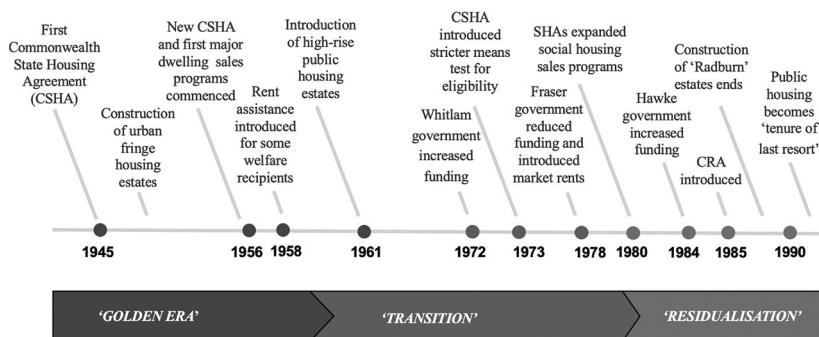 First
Commonwealth
State Housing
Agreement
(CSHA)
Construction
of urban
fringe
housing
estates
New CSHA
and first major
dwelling sales
programs
commenced
Rent
assistance
introduced
for some
welfare
recipients
Introduction
of high-rise
public
housing
estates
Whitlam
government
increased
funding
CSHA
introduced
stricter means
test for
eligibility
Fraser
government
reduced
funding and
introduced
market rents
SHAs expanded
social housing
sales programs
Hawke
government
increased
funding
CRA
introduced
Construction
of ‘Radburn’
estates ends
Public
housing
becomes
‘tenure of
last resort’
1945
1956
1958
1961
1972
1973
1978
1980
1984
1985
1990
‘GOLDEN ERA’
‘TRANSITION’
‘RESIDUALISATION’